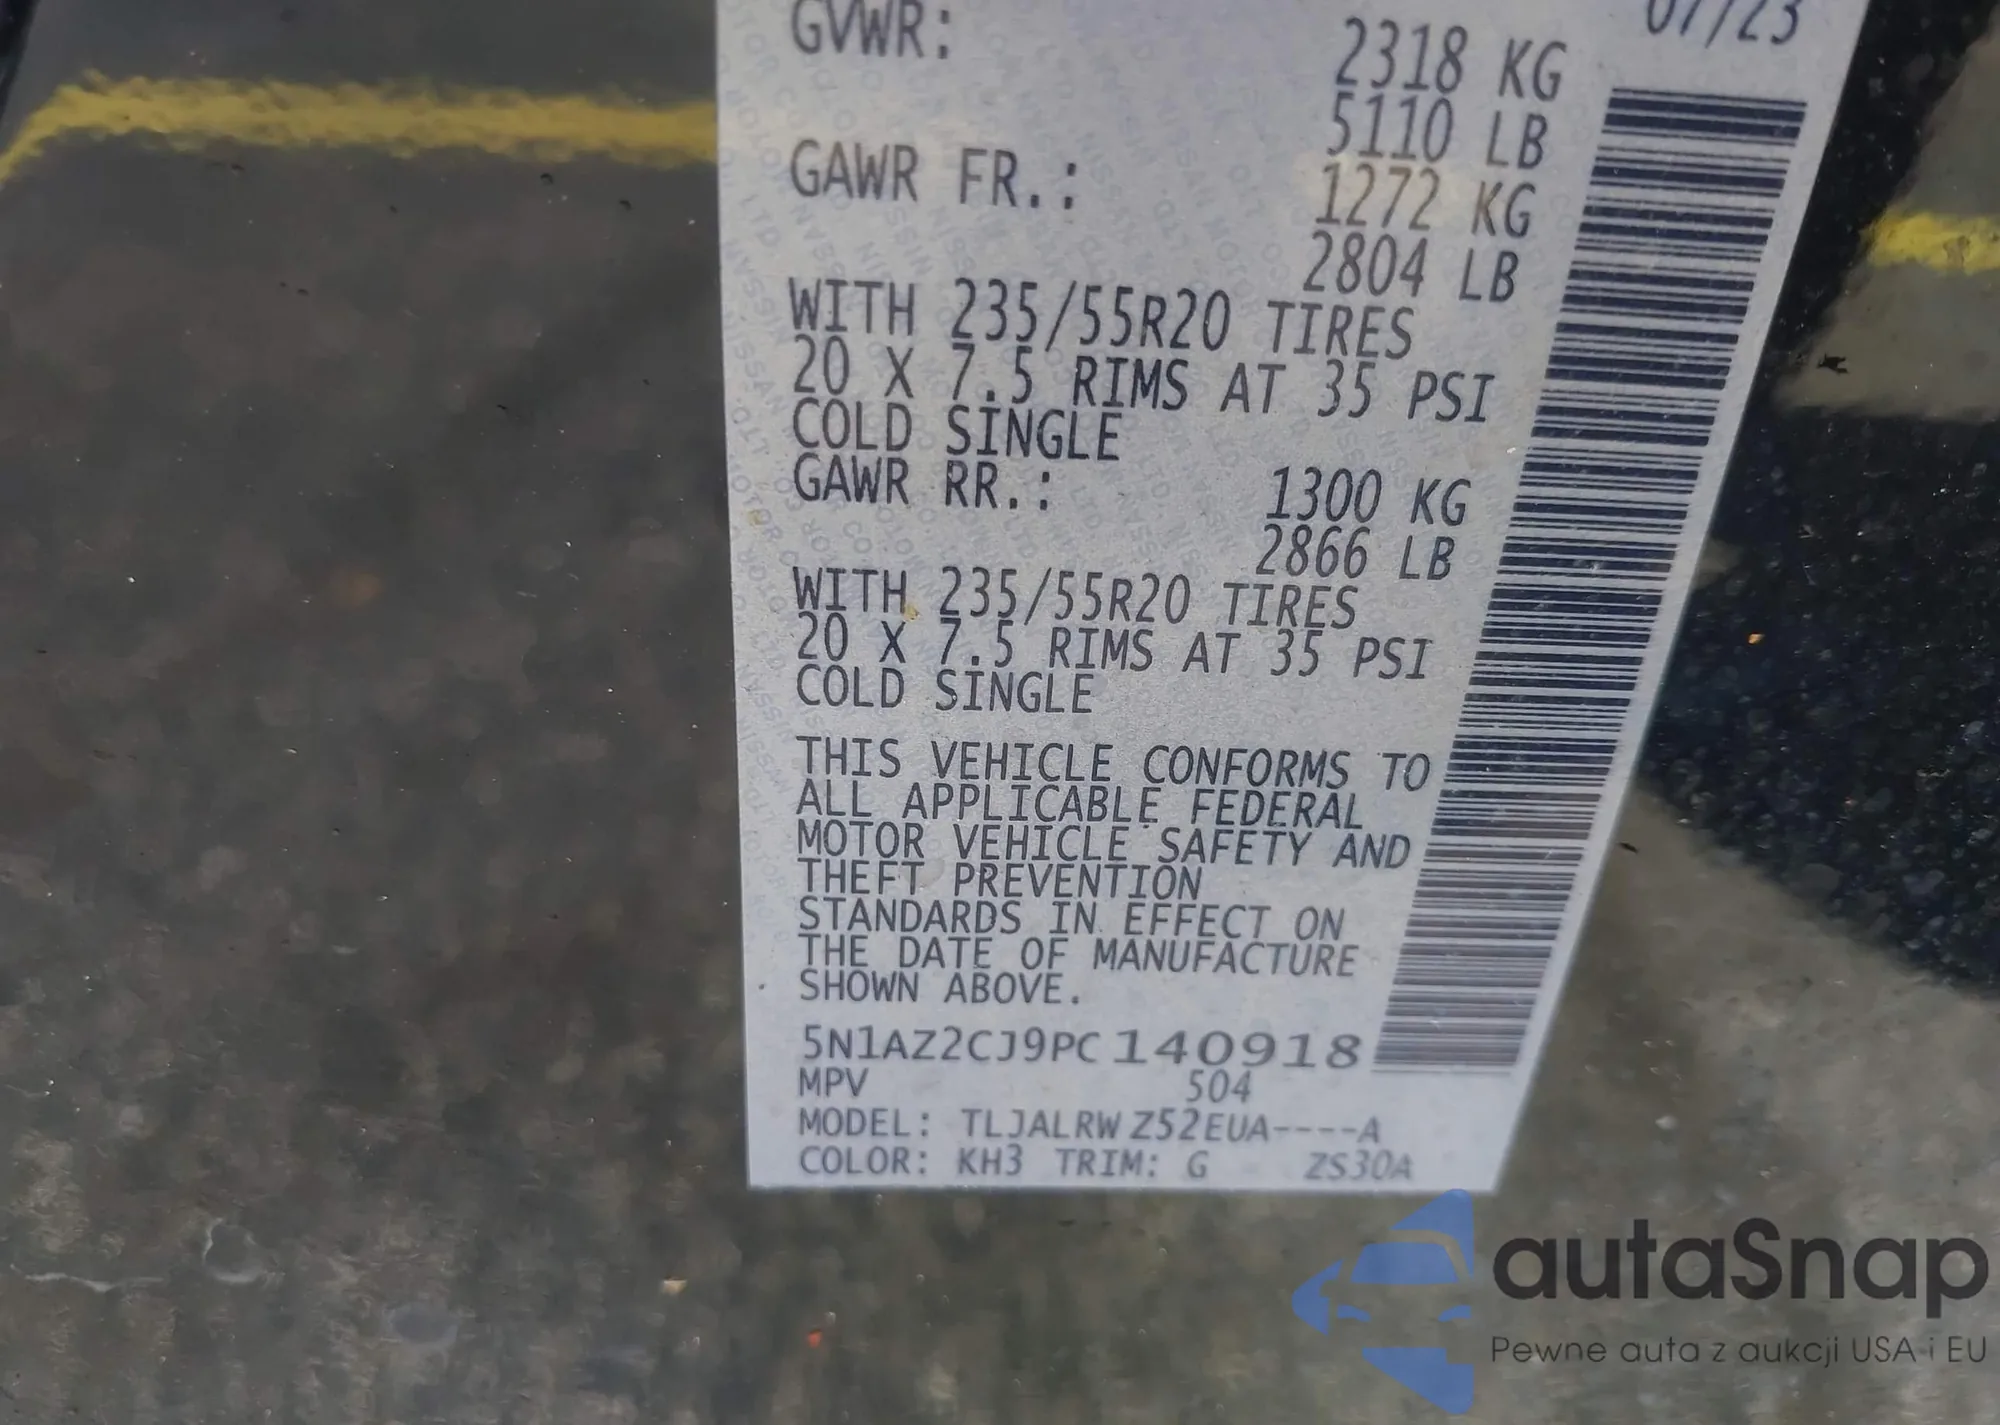 07/23
GVWR: 2318 KG
5110 LB
GAWR FR.: 1272 KG
2804 LB
WITH 235/55R20 TIRES
20 X 7.5 RIMS AT 35 PSI
COLD SINGLE
GAWR RR.: 1300 KG
2866 LB
WITH 235/55R20 TIRES
20 X 7.5 RIMS AT 35 PSI
COLD SINGLE
THIS VEHICLE CONFORMS TO
ALL APPLICABLE FEDERAL
MOTOR VEHICLE SAFETY AND
THEFT PREVENTION
STANDARDS IN EFFECT ON
THE DATE OF MANUFACTURE
SHOWN ABOVE.
5N1AZ2CJ9PC140918
MPV 504
MODEL: TLJALRW Z52EUA----A
COLOR: KH3 TRIM: G ZS30A
autaSnap
Pewne auta z aukcji USA i EU